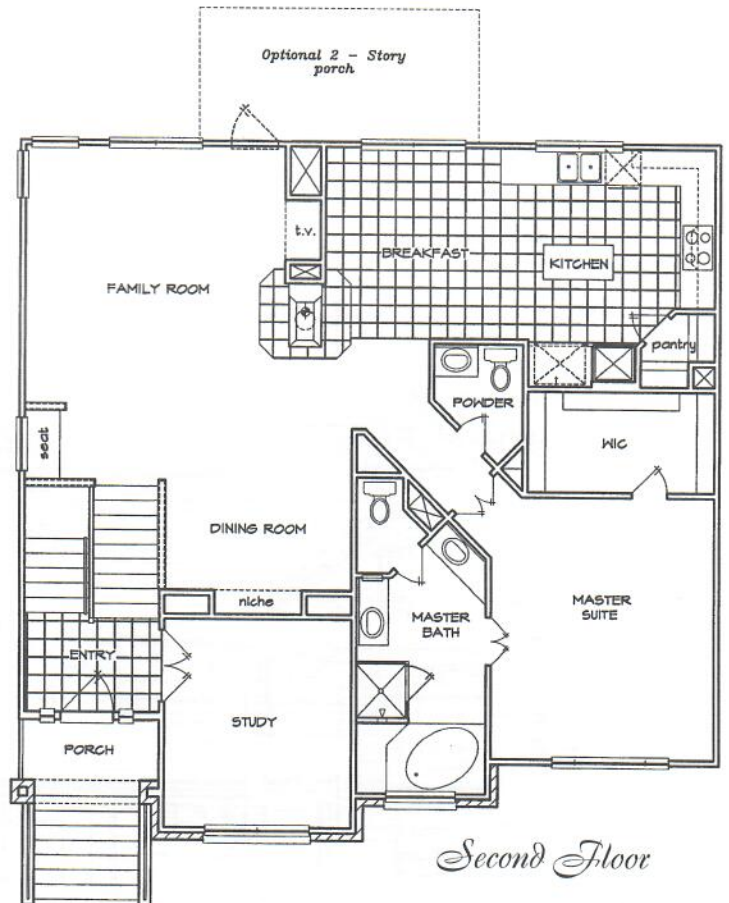 Optional 2 - Story
porch
t.v.
BREAKFAST
KITCHEN
FAMILY ROOM
pantry
POWDER
seat
WIC
DINING ROOM
niche
MASTER
SUITE
MASTER
BATH
ENTRY
STUDY
PORCH
Second Floor